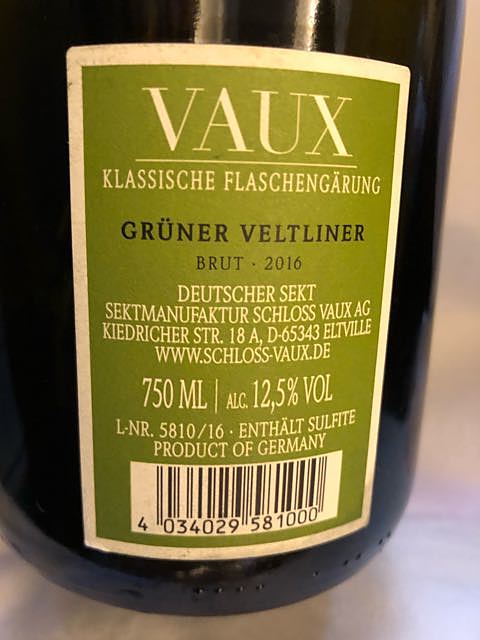 VAUX
KLASSISCHE FLASCHENGÄRUNG
GRÜNER VELTLINER
BRUT · 2016
DEUTSCHER SEKT
SEKTMANUFAKTUR SCHLOSS VAUX AG
KIEDRICHER STR. 18 A, D-65343 ELTVILLE
WWW.SCHLOSS-VAUX.DE
750 ML | ALC. 12,5% VOL
L-NR. 5810/16 · ENTHÄLT SULFITE
PRODUCT OF GERMANY
4 034029 581000